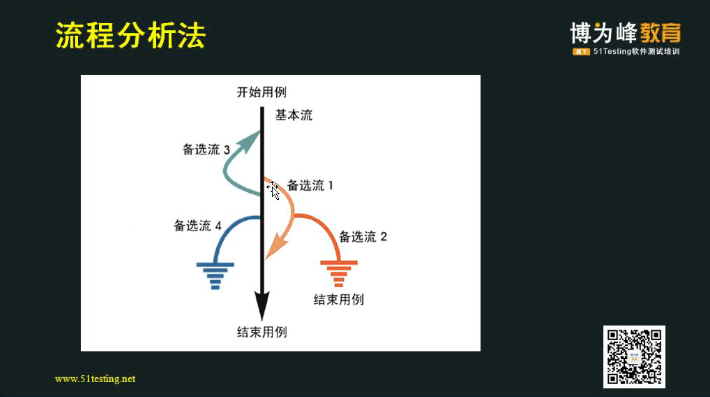 流程分析法
博为峰教育
51Testing软件测试培训
开始用例
基本流
备选流 3
备选流 1
备选流 4
备选流 2
结束用例
结束用例
www.51testing.net